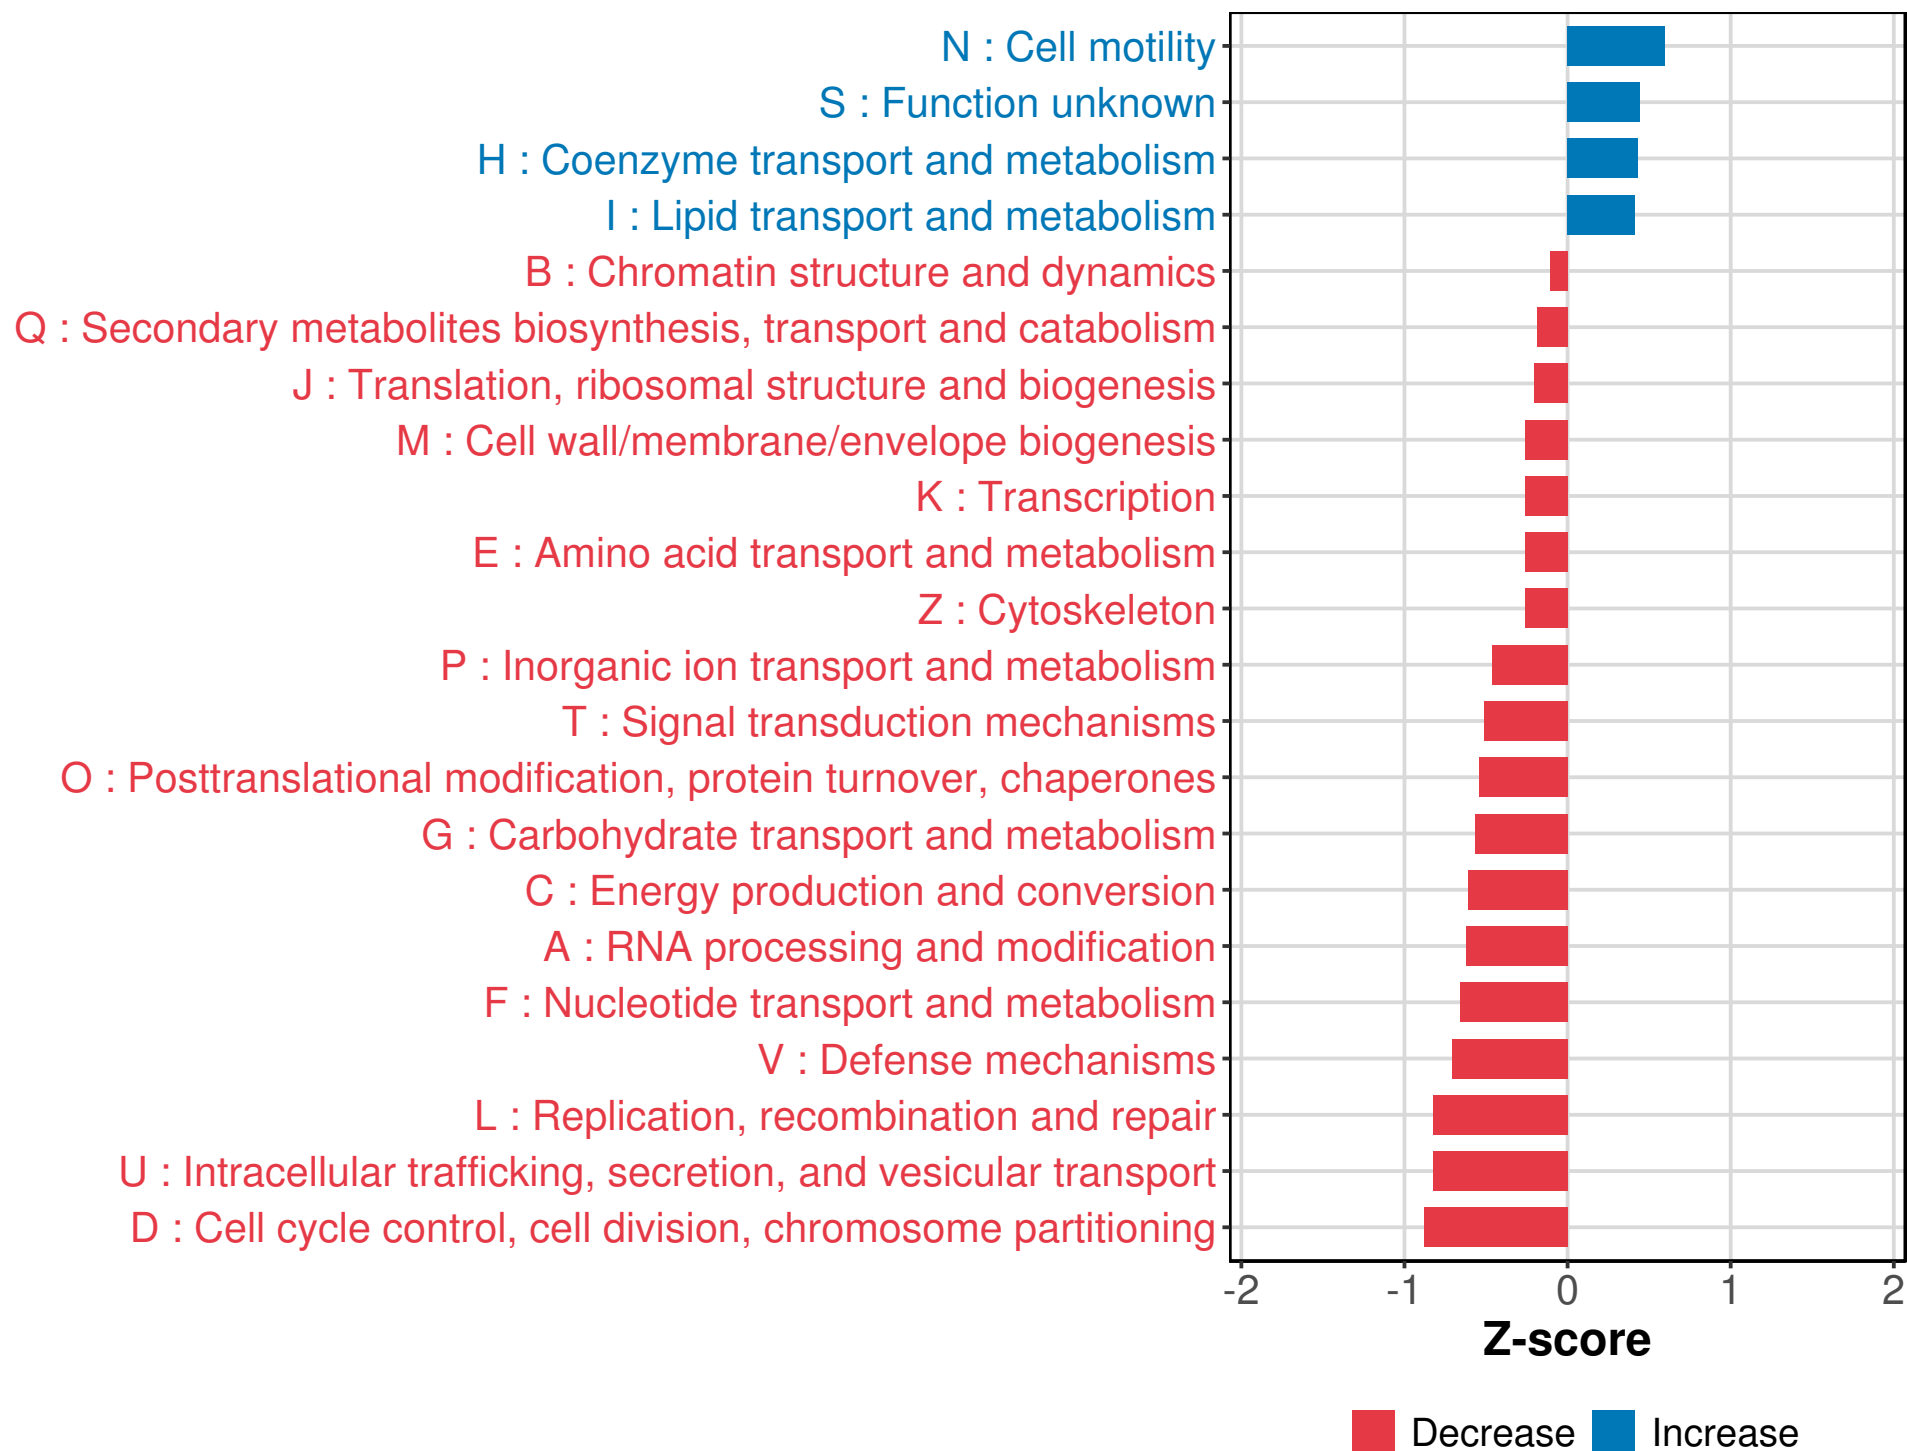 N : Cell motility
S : Function unknown
H : Coenzyme transport and metabolism
I : Lipid transport and metabolism
B : Chromatin structure and dynamics
Q : Secondary metabolites biosynthesis, transport and catabolism
J : Translation, ribosomal structure and biogenesis
M : Cell wall/membrane/envelope biogenesis
K : Transcription
E : Amino acid transport and metabolism
Z : Cytoskeleton
P : Inorganic ion transport and metabolism
T : Signal transduction mechanisms
O : Posttranslational modification, protein turnover, chaperones
G : Carbohydrate transport and metabolism
C : Energy production and conversion
A : RNA processing and modification
F : Nucleotide transport and metabolism
V : Defense mechanisms
L : Replication, recombination and repair
U : Intracellular trafficking, secretion, and vesicular transport
D : Cell cycle control, cell division, chromosome partitioning
-2 -1 0 1 2
Z-score
Decrease Increase